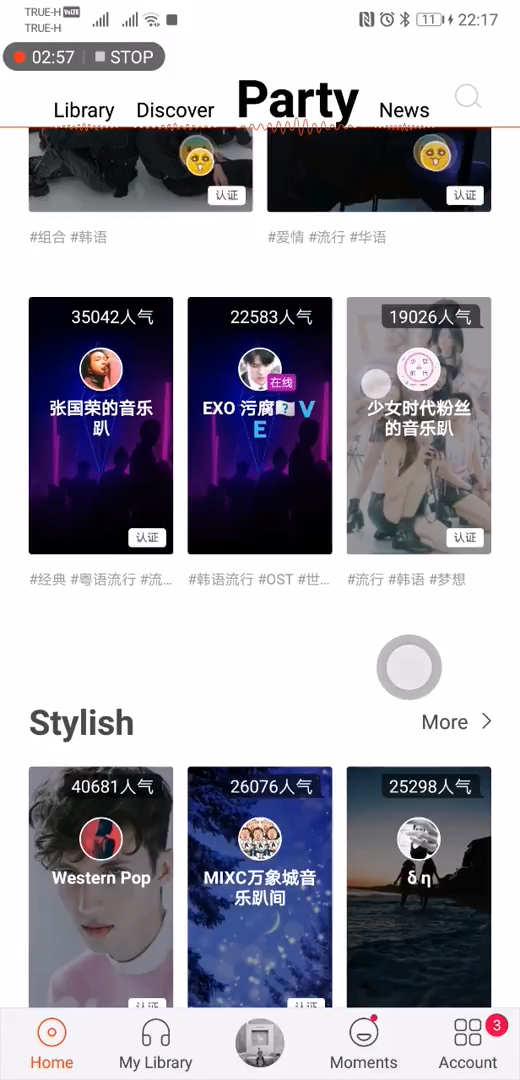 TRUE-H VoLTE
TRUE-H
11
22:17
02:57
STOP
Library
Discover
Party
News
认证
认证
#组合 #韩语
#爱情 #流行 #华语
35042人气
22583人气
19026人气
在线
张国荣的音乐
趴
EXO 污腐 V
E
少女时代粉丝
的音乐趴
认证
认证
#经典 #粤语流行 #流...
#韩语流行 #OST #世...
#流行 #韩语 #梦想
Stylish
More
40681人气
26076人气
25298人气
Western Pop
MIXC万象城音
乐趴间
δ η
认证
认证
3
Home
My Library
Moments
Account